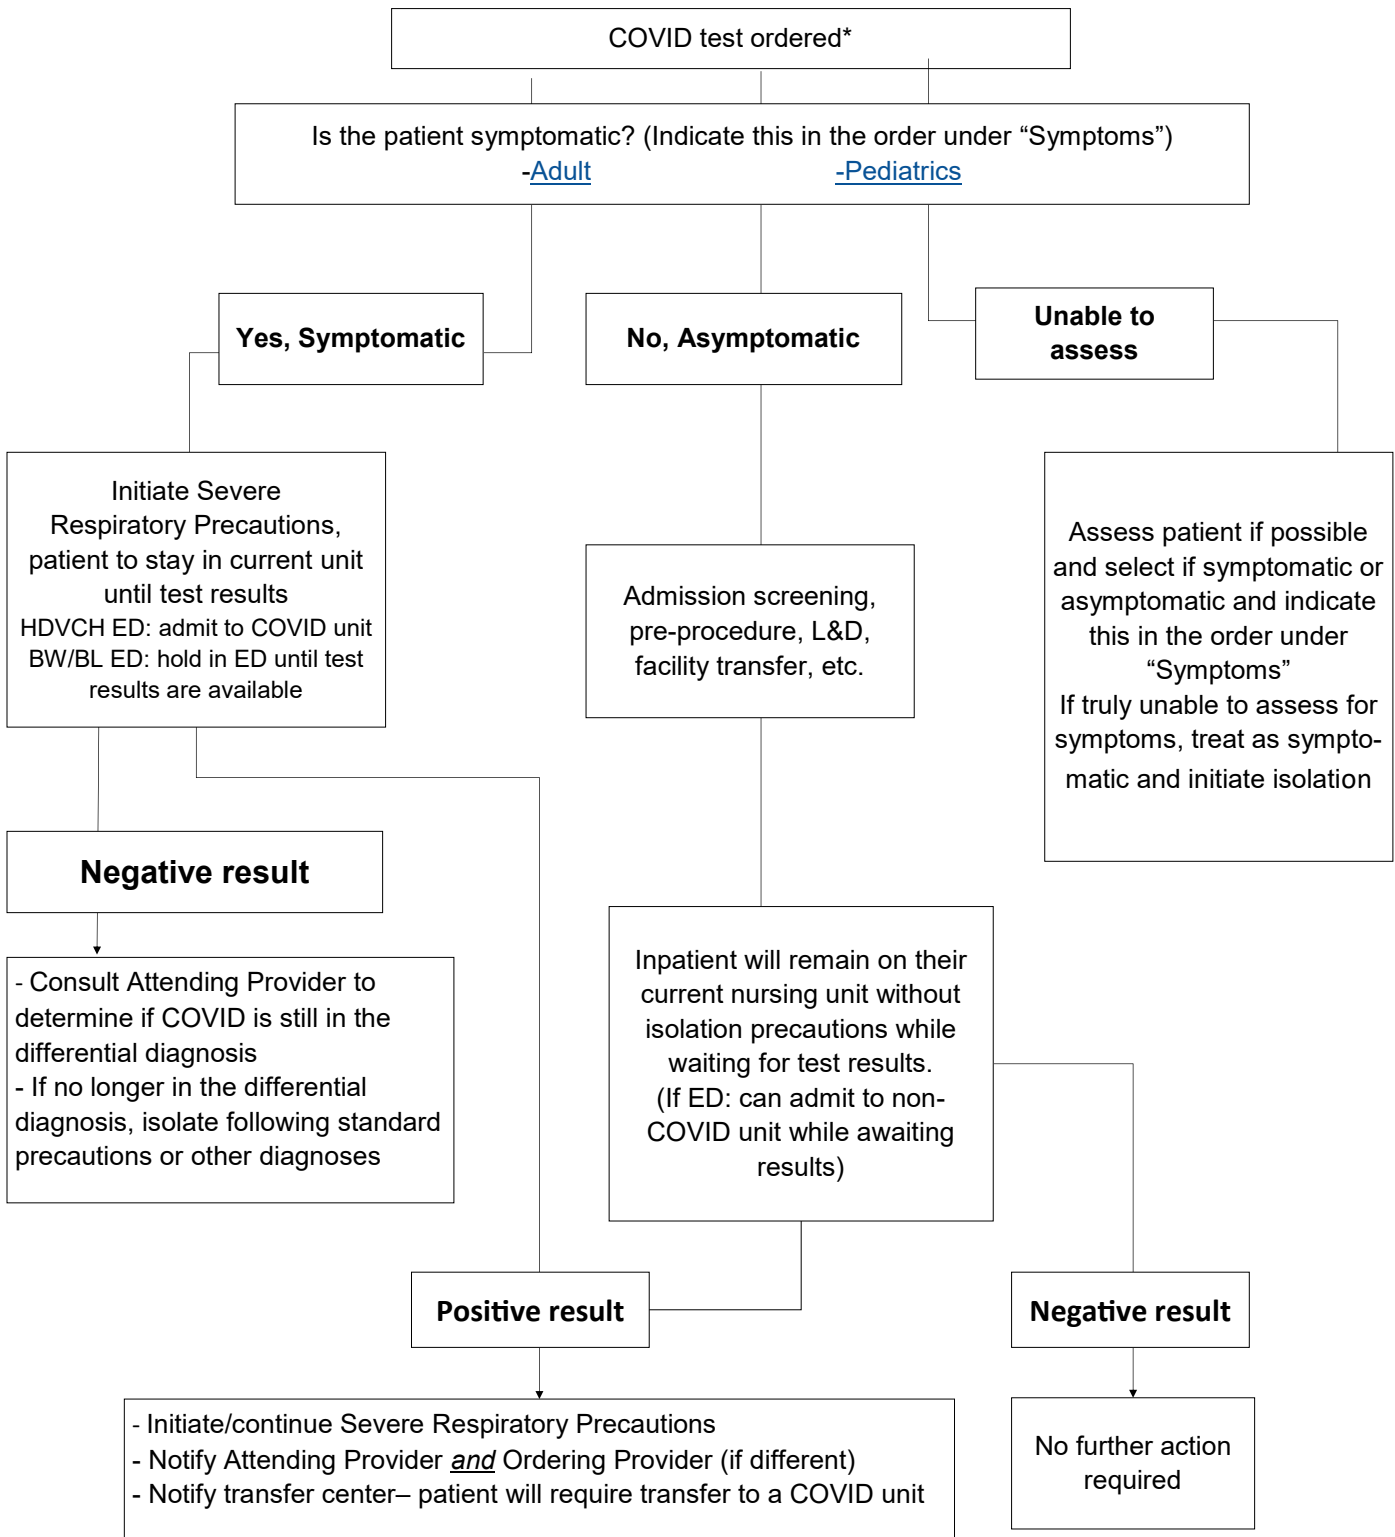 COVID test ordered*
Is the patient symptomatic? (Indicate this in the order under “Symptoms”)
-Adult -Pediatrics
Yes, Symptomatic
No, Asymptomatic
Unable to
assess
Initiate Severe
Respiratory Precautions,
patient to stay in current unit
until test results
HDVCH ED: admit to COVID unit
BW/BL ED: hold in ED until test
results are available
Admission screening,
pre-procedure, L&D,
facility transfer, etc.
Assess patient if possible
and select if symptomatic or
asymptomatic and indicate
this in the order under
“Symptoms”
If truly unable to assess for
symptoms, treat as sympto-
matic and initiate isolation
Negative result
- Consult Attending Provider to
determine if COVID is still in the
differential diagnosis
- If no longer in the differential
diagnosis, isolate following standard
precautions or other diagnoses
Inpatient will remain on their
current nursing unit without
isolation precautions while
waiting for test results.
(If ED: can admit to non-
COVID unit while awaiting
results)
Positive result
Negative result
- Initiate/continue Severe Respiratory Precautions
- Notify Attending Provider and Ordering Provider (if different)
- Notify transfer center– patient will require transfer to a COVID unit
No further action
required